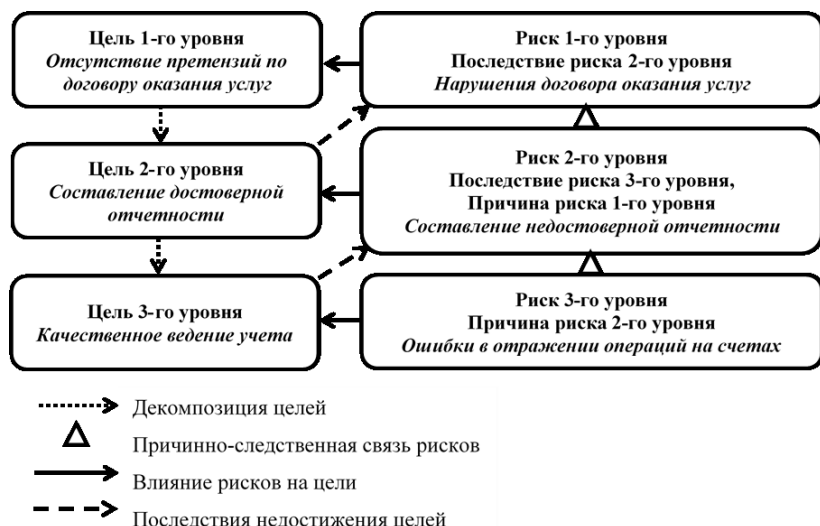 Цель 1-го уровня
Отсутствие претензий по
договору оказания услуг
Риск 1-го уровня
Последствие риска 2-го уровня
Нарушения договора оказания услуг
Цель 2-го уровня
Составление достоверной
отчетности
Риск 2-го уровня
Последствие риска 3-го уровня,
Причина риска 1-го уровня
Составление недостоверной отчетности
Цель 3-го уровня
Качественное ведение учета
Риск 3-го уровня
Причина риска 2-го уровня
Ошибки в отражении операций на счетах
Декомпозиция целей
Причинно-следственная связь рисков
Влияние рисков на цели
Последствия недостижения целей